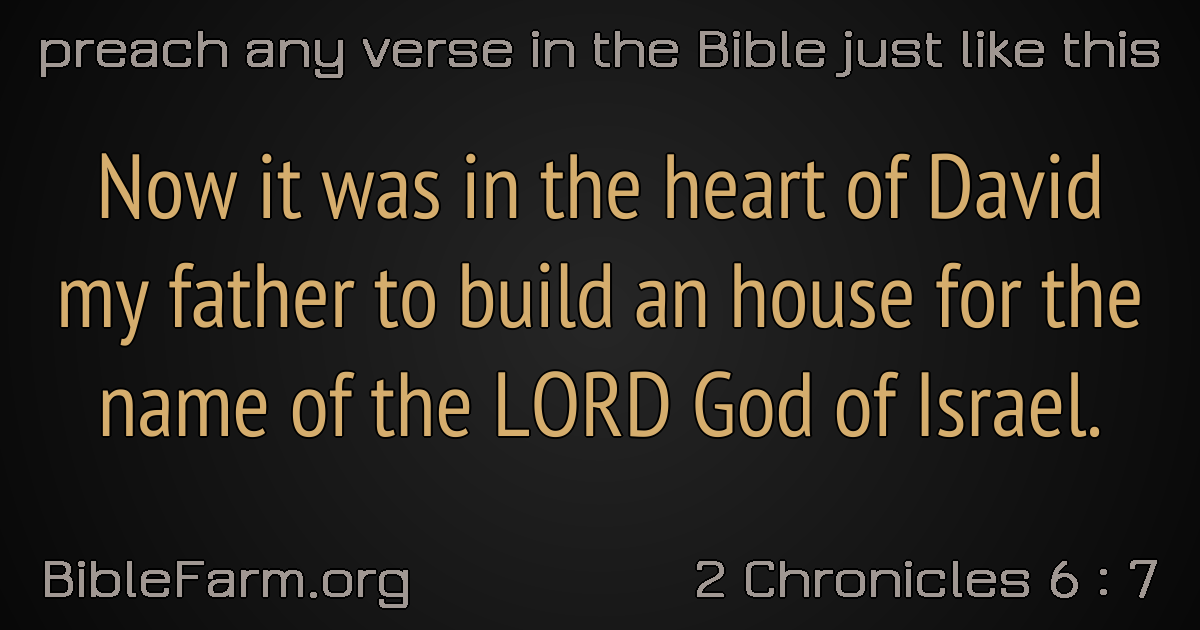 preach any verse in the Bible just like this
Now it was in the heart of David
my father to build an house for the
name of the LORD God of Israel.
BibleFarm.org
2 Chronicles 6 : 7